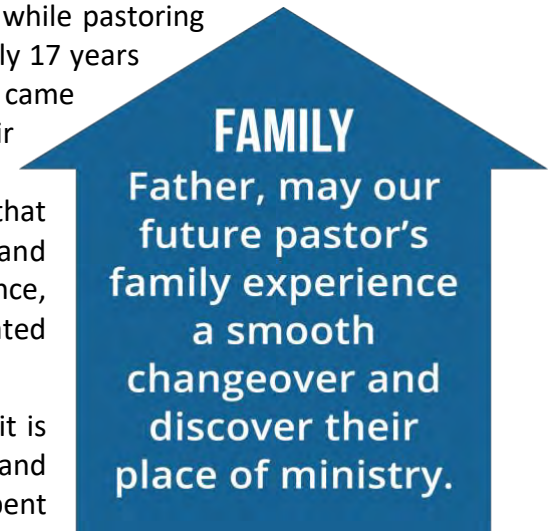 while pastoring
ly 17 years
came
ir
that
and
nce,
ted
it is
and
pent
FAMILY
Father, may our
future pastor's
family experience
a smooth
changeover and
discover their
place of ministry.